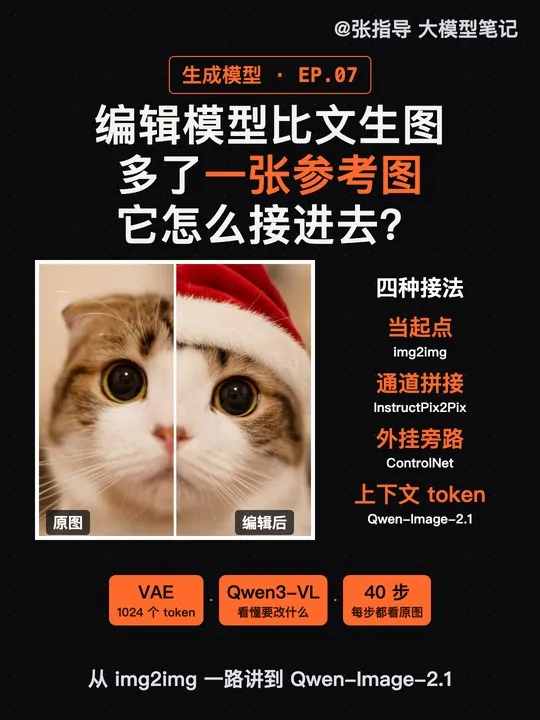 @张指导 大模型笔记
生成模型 · EP.07
编辑模型比文生图
多了一张参考图
它怎么接进去？
四种接法
当起点
img2img
通道拼接
InstructPix2Pix
外挂旁路
ControlNet
上下文 token
Qwen-Image-2.1
原图
编辑后
VAE
1024 个 token
·
Qwen3-VL
看懂要改什么
·
40 步
每步都看原图
从 img2img 一路讲到 Qwen-Image-2.1